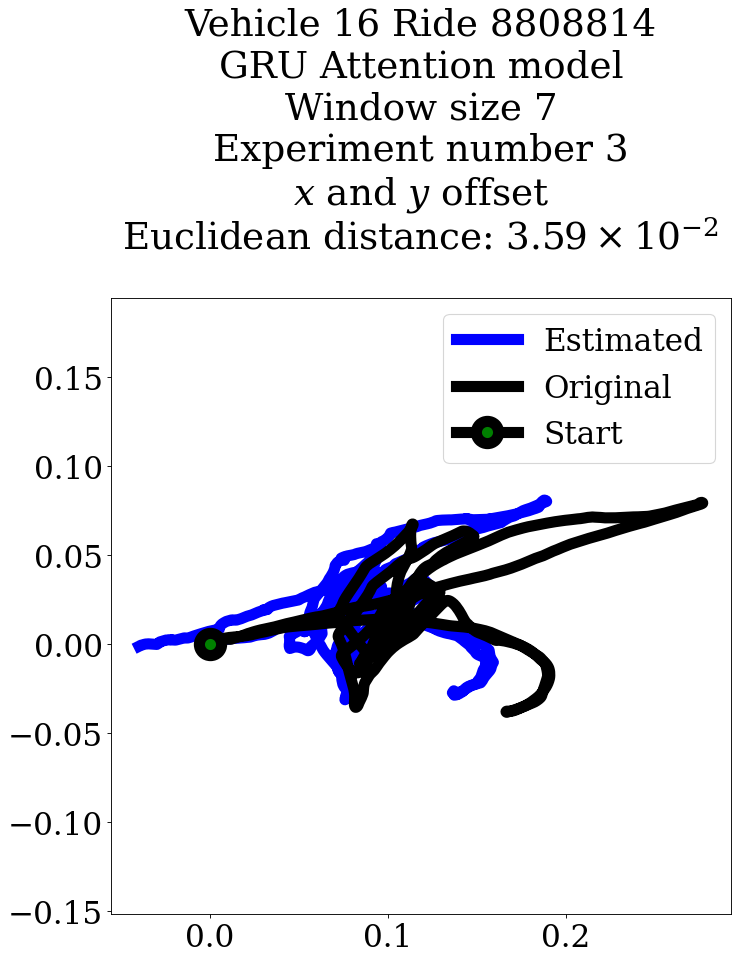 Vehicle 16 Ride 8808814
GRU Attention model
Window size 7
Experiment number 3
x and y offset
Euclidean distance: 3.59 × 10⁻²
Estimated
Original
Start
0.15
0.10
0.05
0.00
−0.05
−0.10
−0.15
0.0 0.1 0.2